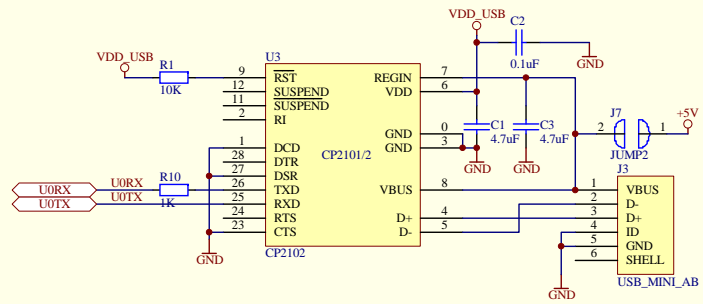 VDD_USB
C2
0.1uF
GND
VDD_USB
R1
10K
U3
9 RST
12 SUSPEND
11 SUSPEND
2 RI
1 DCD
28 DTR
27 DSR
26 TXD
25 RXD
24 RTS
23 CTS
CP2101/2
REGIN 7
VDD 6
GND 0
GND 3
VBUS 8
D+ 4
D- 5
CP2102
C1
4.7uF
GND
C3
4.7uF
GND
J7
2 1
JUMP2
+5V
U0RX U0RX
R10
1K
U0TX U0TX
GND
J3
1 VBUS
2 D-
3 D+
4 ID
5 GND
6 SHELL
USB_MINI_AB
GND